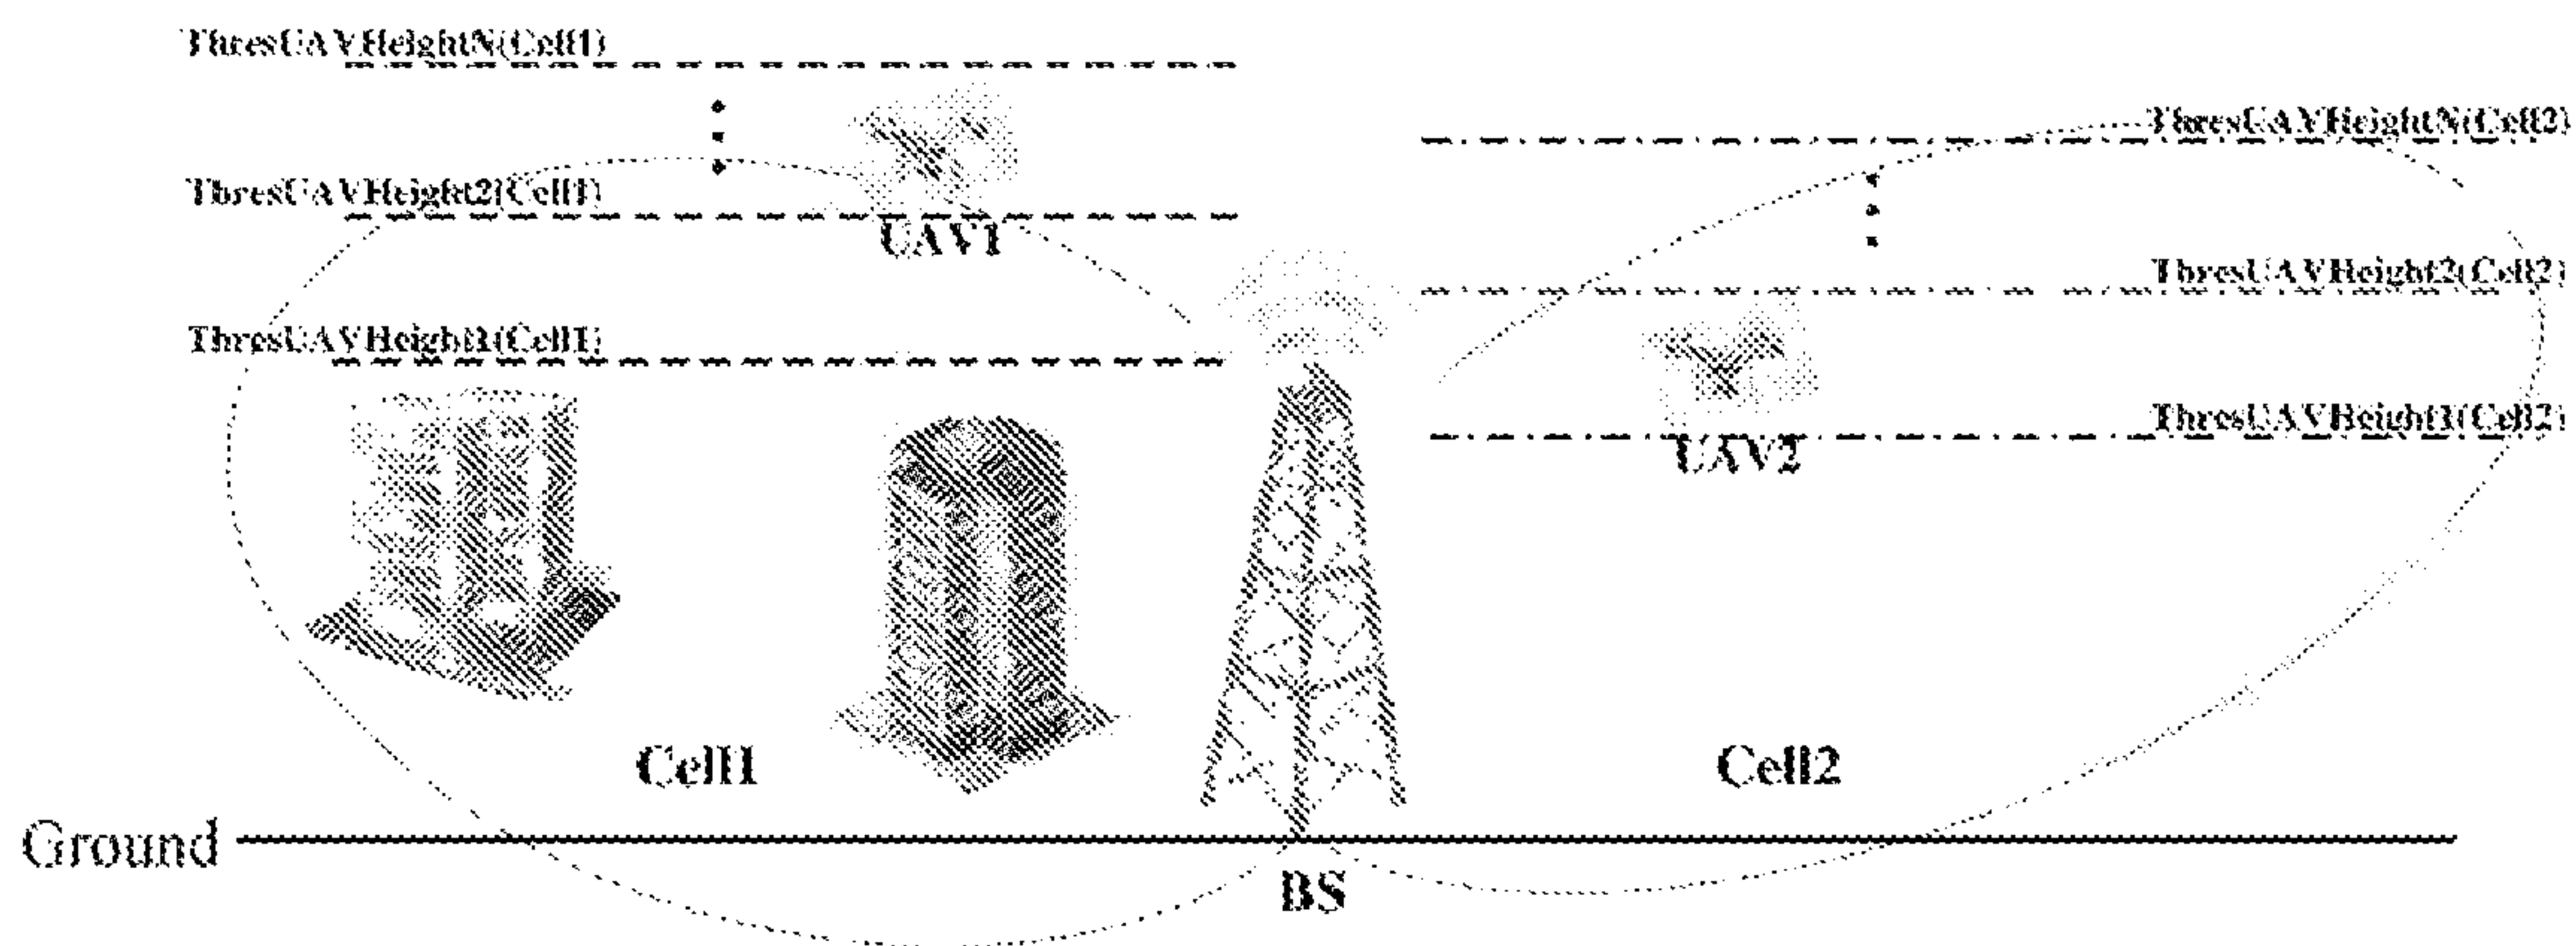 ThresUAVHeightN(Cell1)
ThresUAVHeightN(Cell2)
ThresUAVHeight2(Cell1)
UAV1
ThresUAVHeight2(Cell2)
ThresUAVHeight1(Cell1)
ThresUAVHeight1(Cell2)
UAV2
Cell1
Cell2
Ground
BS